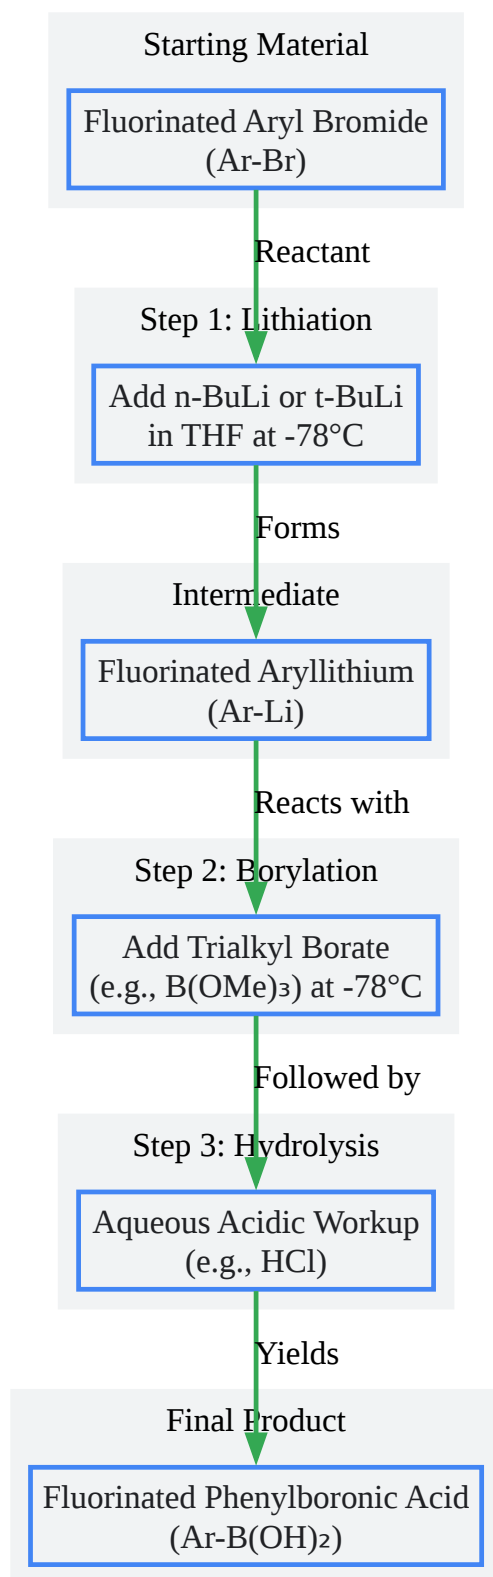 Starting Material
Fluorinated Aryl Bromide
(Ar-Br)
Reactant
Step 1: Lithiation
Add n-BuLi or t-BuLi
in THF at -78°C
Forms
Intermediate
Fluorinated Aryllithium
(Ar-Li)
Reacts with
Step 2: Borylation
Add Trialkyl Borate
(e.g., B(OMe)₃) at -78°C
Followed by
Step 3: Hydrolysis
Aqueous Acidic Workup
(e.g., HCl)
Yields
Final Product
Fluorinated Phenylboronic Acid
(Ar-B(OH)₂)